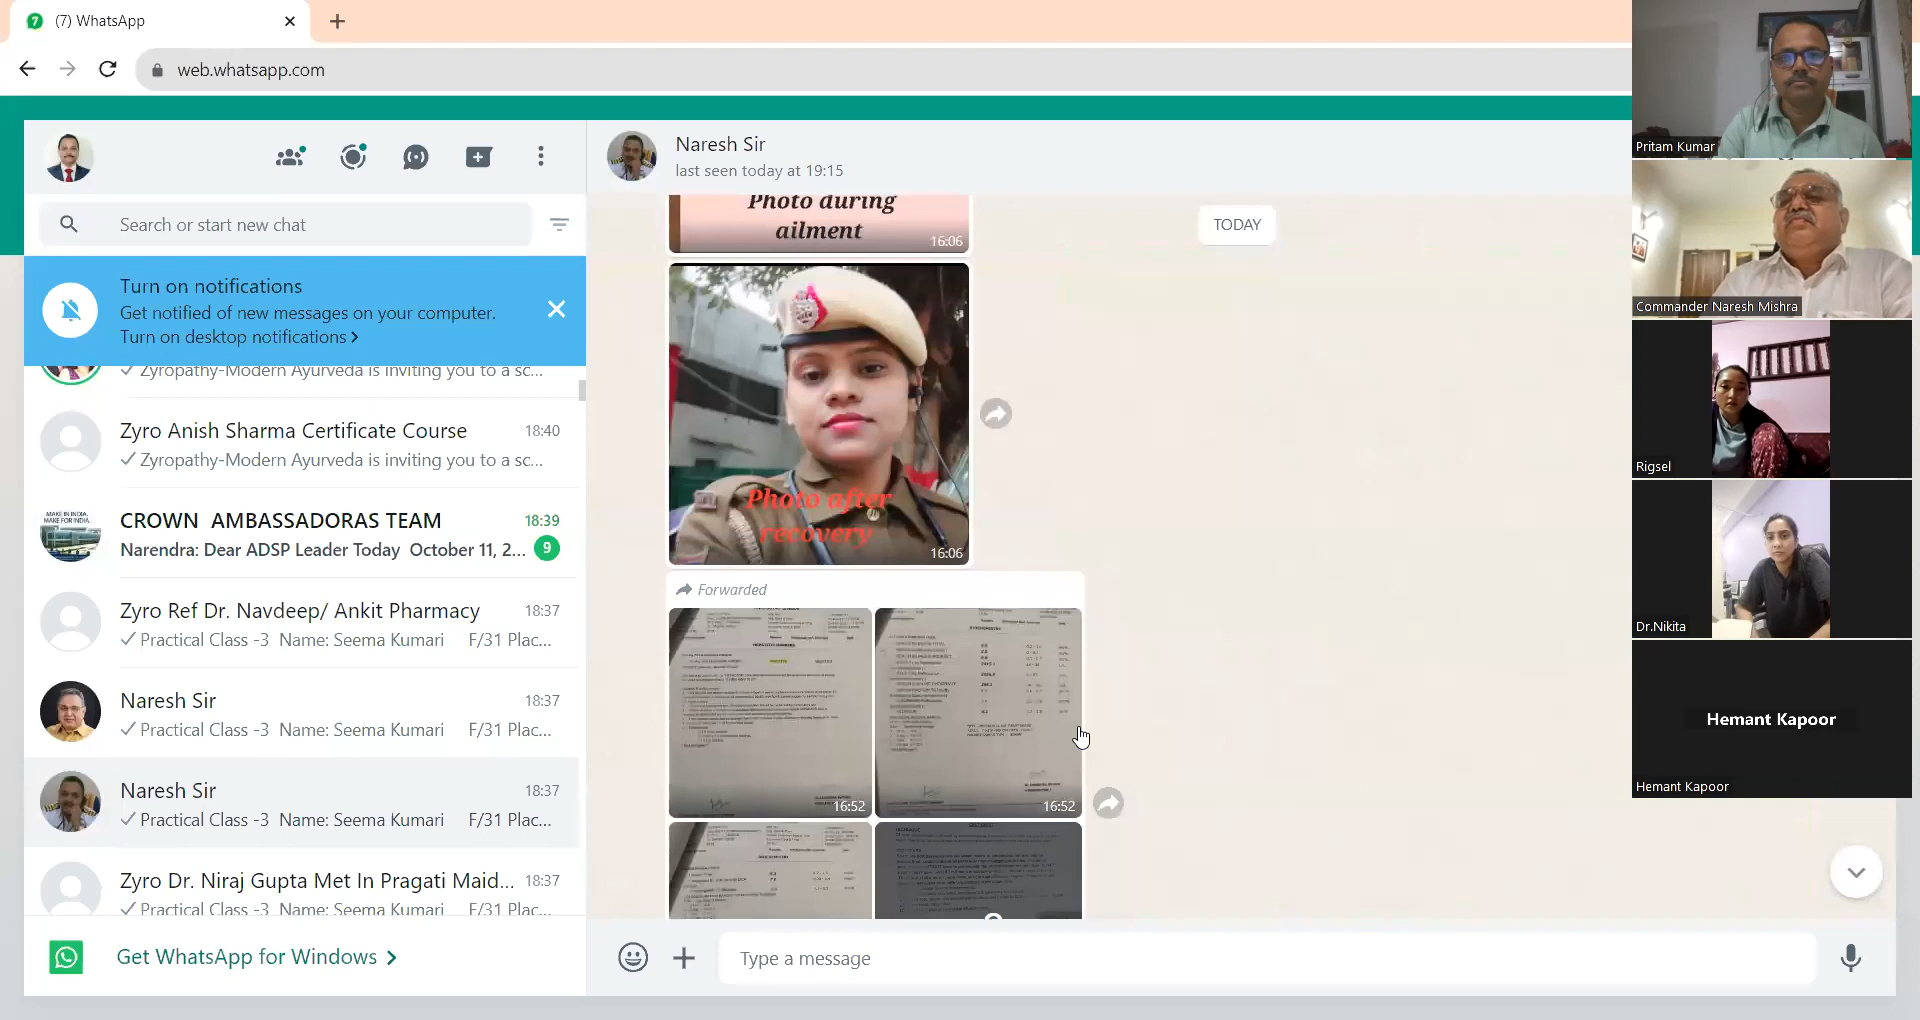 (7) WhatsApp
web.whatsapp.com
Search or start new chat
Turn on notifications
Get notified of new messages on your computer.
Turn on desktop notifications
Zyropathy-Modern Ayurveda is inviting you to a sc...
Zyro Anish Sharma Certificate Course
18:40
Zyropathy-Modern Ayurveda is inviting you to a sc...
CROWN AMBASSADORAS TEAM
18:39
Narendra: Dear ADSP Leader Today October 11, 2...
9
Zyro Ref Dr. Navdeep/ Ankit Pharmacy
18:37
Practical Class -3 Name: Seema Kumari F/31 Plac...
Naresh Sir
18:37
Practical Class -3 Name: Seema Kumari F/31 Plac...
Naresh Sir
18:37
Practical Class -3 Name: Seema Kumari F/31 Plac...
Zyro Dr. Niraj Gupta Met In Pragati Maid...
18:37
Practical Class -3 Name: Seema Kumari F/31 Plac...
Get WhatsApp for Windows
Naresh Sir
last seen today at 19:15
TODAY
Photo during
ailment
16:06
Photo after
recovery
16:06
Forwarded
16:52
16:52
Type a message
Pritam Kumar
Commander Naresh Mishra
Rigsel
Dr.Nikita
Hemant Kapoor
Hemant Kapoor